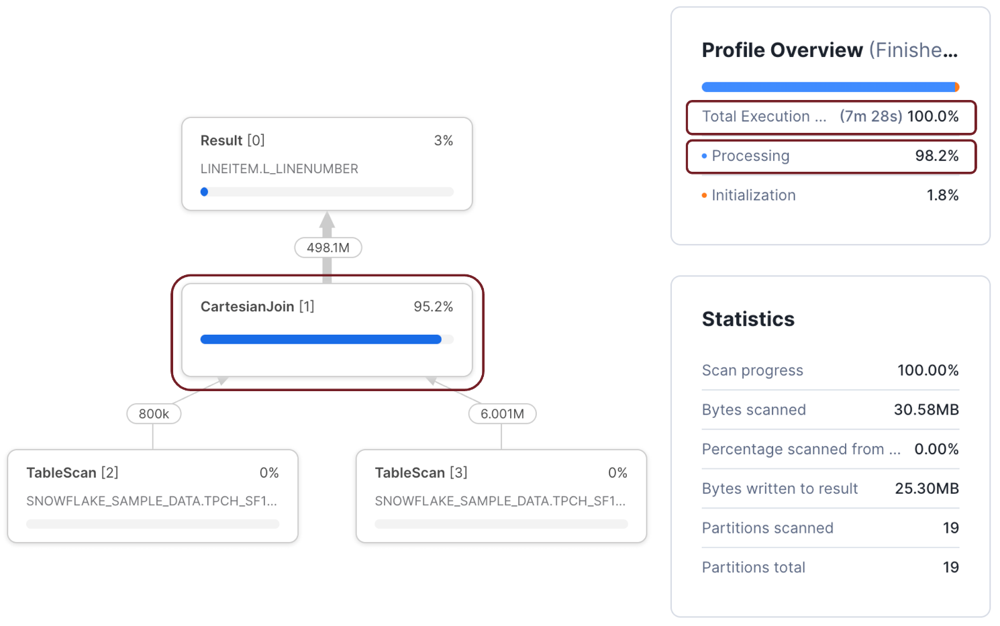 Result [0] 3%
LINEITEM.L_LINENUMBER
498.1M
CartesianJoin [1] 95.2%
800k
6.001M
TableScan [2] 0%
SNOWFLAKE_SAMPLE_DATA.TPCH_SF1...
TableScan [3] 0%
SNOWFLAKE_SAMPLE_DATA.TPCH_SF1...
Profile Overview (Finishe...
Total Execution ... (7m 28s) 100.0%
Processing 98.2%
Initialization 1.8%
Statistics
Scan progress 100.00%
Bytes scanned 30.58MB
Percentage scanned from ... 0.00%
Bytes written to result 25.30MB
Partitions scanned 19
Partitions total 19